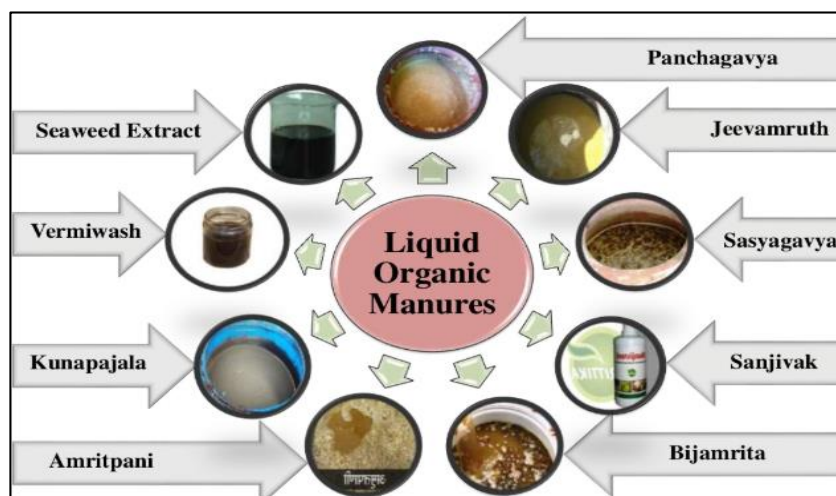 Panchagavya
Seaweed Extract
Jeevamruth
Vermiwash
Sasyagavya
Liquid
Organic
Manures
Kunapajala
Sanjivak
Amritpani
Bijamrita